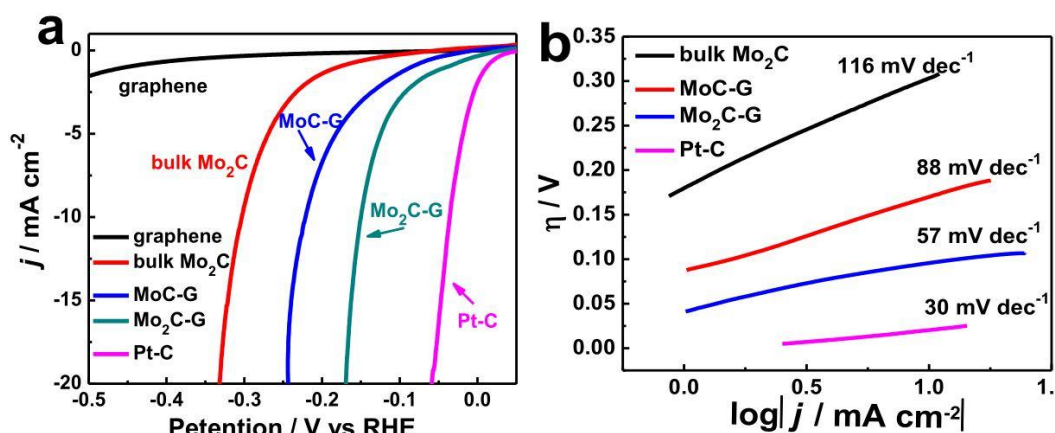 a
j / mA cm⁻²
0
-5
-10
-15
-20
graphene
bulk Mo₂C
MoC-G
Mo₂C-G
Pt-C
graphene
bulk Mo₂C
MoC-G
Mo₂C-G
Pt-C
-0.5 -0.4 -0.3 -0.2 -0.1 0.0
Petention / V vs RHE
b
η / V
0.35
0.30
0.25
0.20
0.15
0.10
0.05
0.00
bulk Mo₂C
MoC-G
Mo₂C-G
Pt-C
116 mV dec⁻¹
88 mV dec⁻¹
57 mV dec⁻¹
30 mV dec⁻¹
0.0 0.5 1.0 1.
log|j / mA cm⁻²|